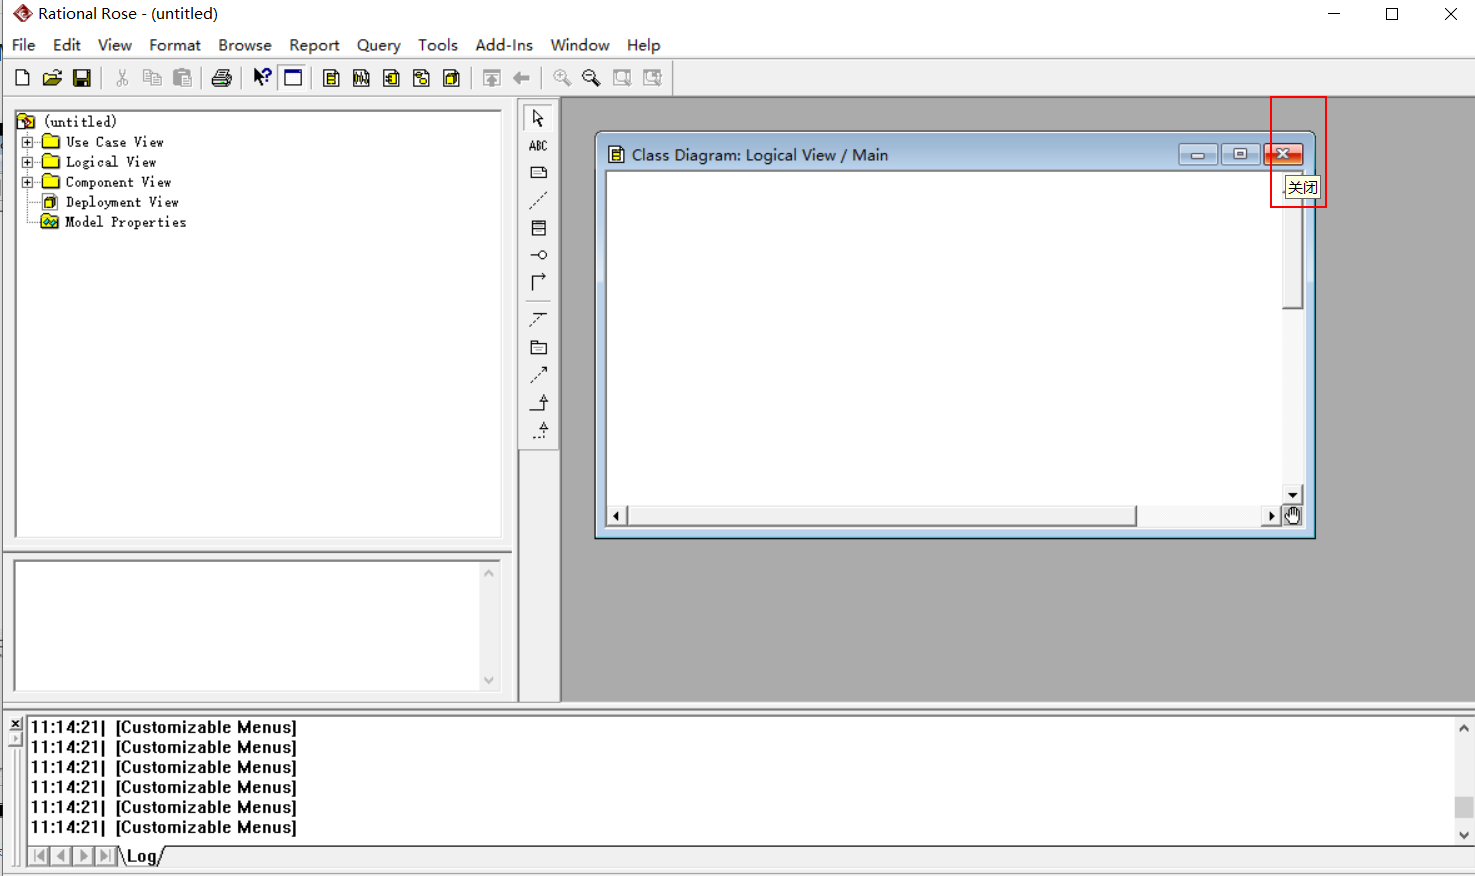 Rational Rose - (untitled)
File Edit View Format Browse Report Query Tools Add-Ins Window Help
(untitled)
Use Case View
Logical View
Component View
Deployment View
Model Properties
ABC
Class Diagram: Logical View / Main
关闭
11:14:21| [Customizable Menus]
11:14:21| [Customizable Menus]
11:14:21| [Customizable Menus]
11:14:21| [Customizable Menus]
11:14:21| [Customizable Menus]
11:14:21| [Customizable Menus]
Log